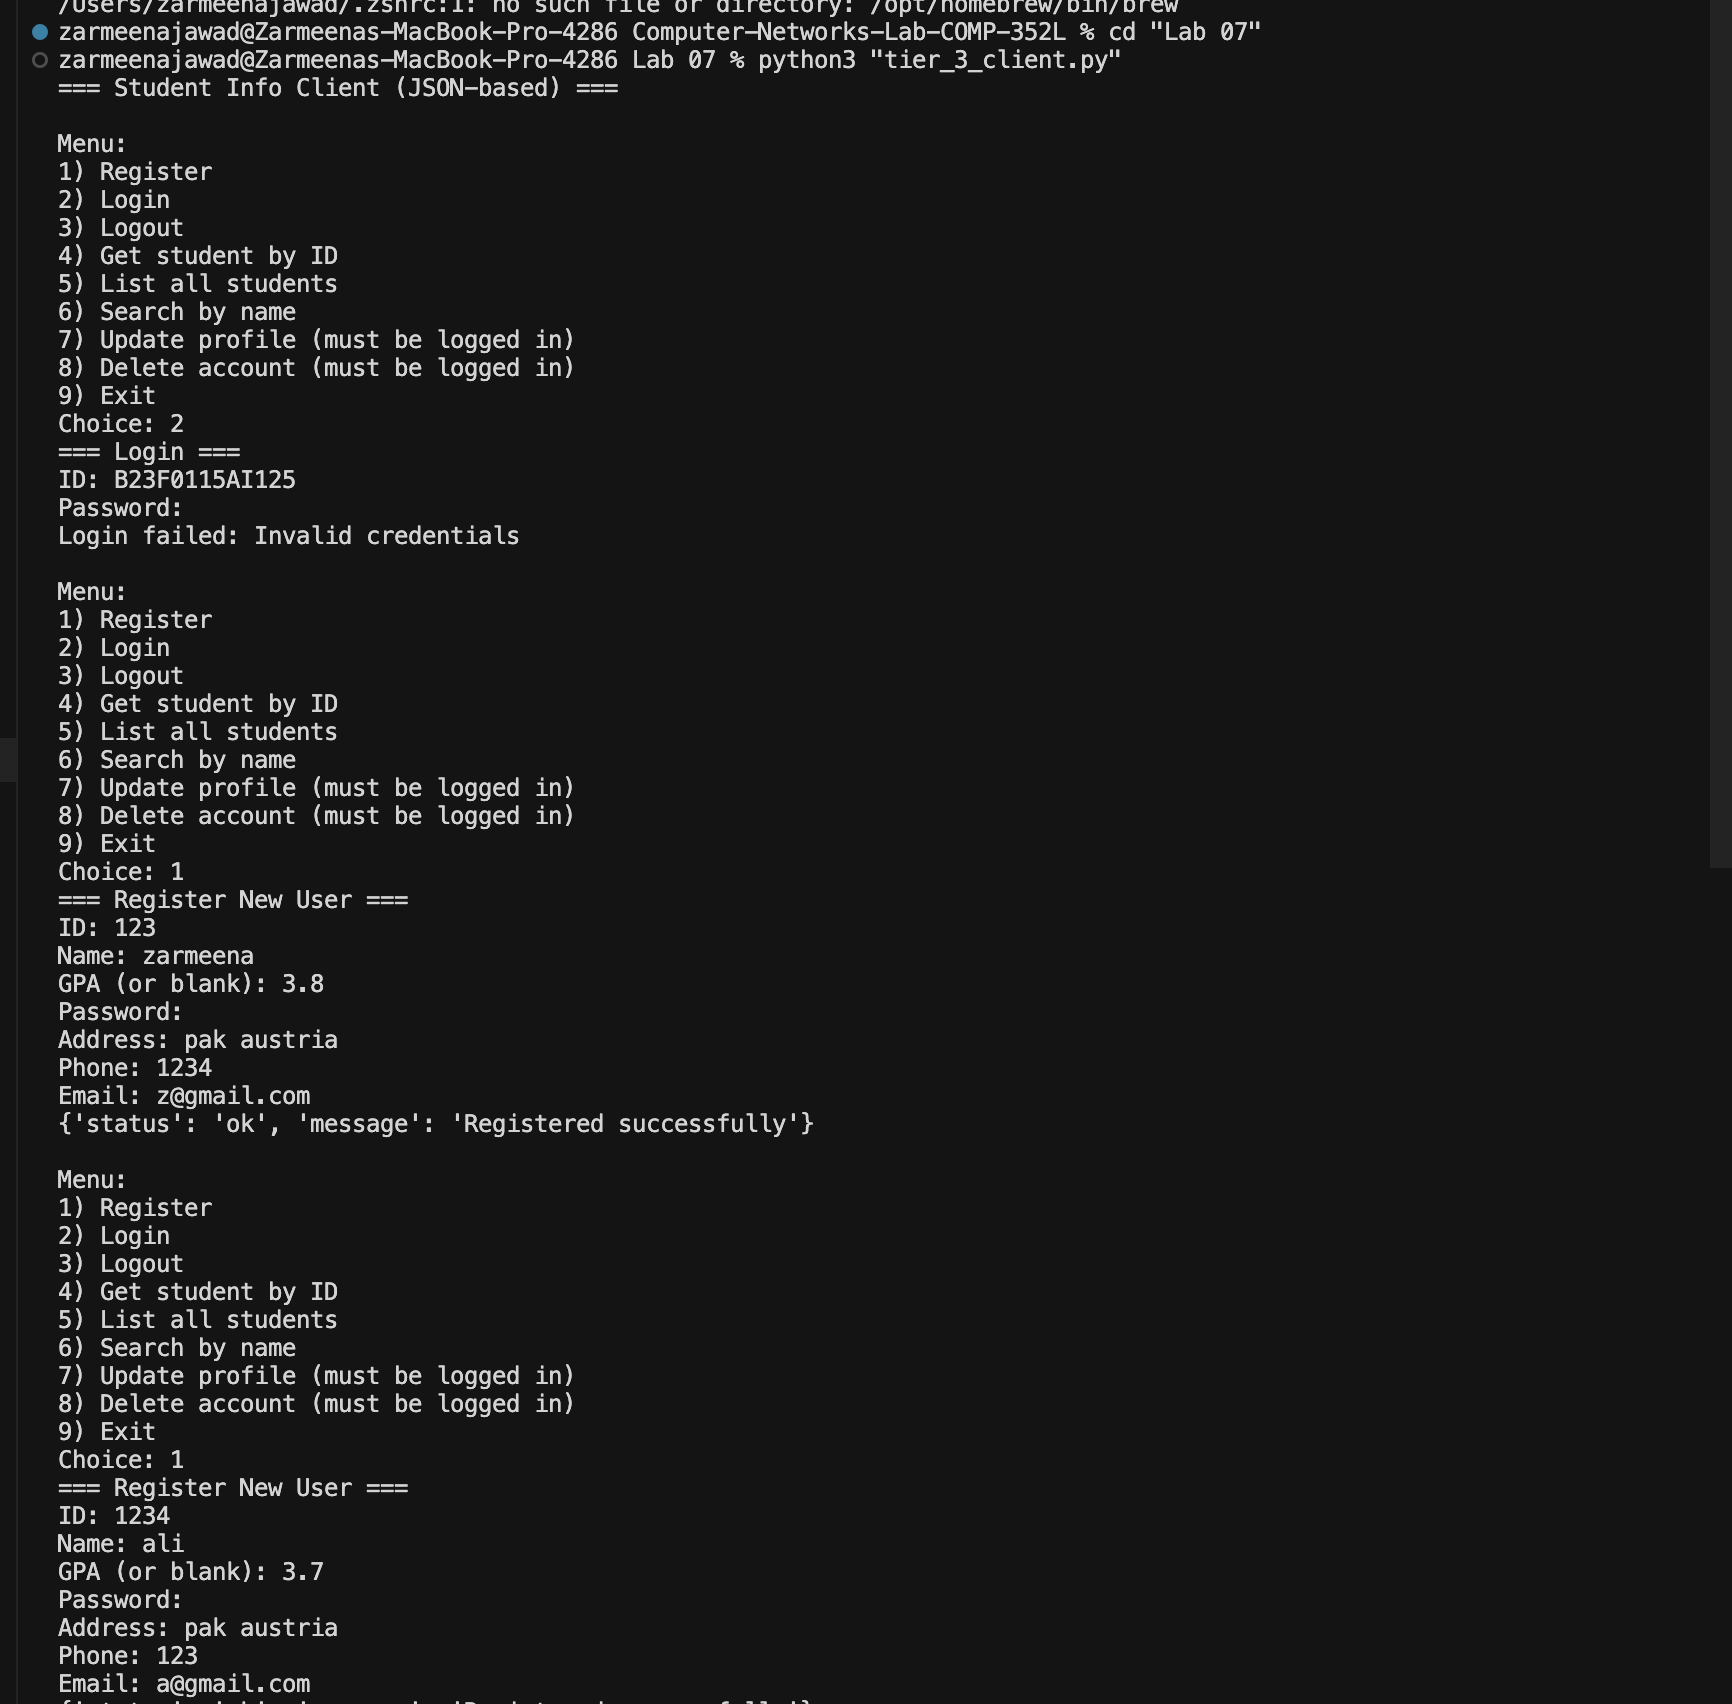 /Users/zarmeenajawad/.zshrc:1: no such file or directory: /opt/homebrew/bin/brew
zarmeenajawad@Zarmeenas-MacBook-Pro-4286 Computer-Networks-Lab-COMP-352L % cd "Lab 07"
zarmeenajawad@Zarmeenas-MacBook-Pro-4286 Lab 07 % python3 "tier_3_client.py"
=== Student Info Client (JSON-based) ===
Menu:
1) Register
2) Login
3) Logout
4) Get student by ID
5) List all students
6) Search by name
7) Update profile (must be logged in)
8) Delete account (must be logged in)
9) Exit
Choice: 2
=== Login ===
ID: B23F0115AI125
Password:
Login failed: Invalid credentials
Menu:
1) Register
2) Login
3) Logout
4) Get student by ID
5) List all students
6) Search by name
7) Update profile (must be logged in)
8) Delete account (must be logged in)
9) Exit
Choice: 1
=== Register New User ===
ID: 123
Name: zarmeena
GPA (or blank): 3.8
Password:
Address: pak austria
Phone: 1234
Email: z@gmail.com
{'status': 'ok', 'message': 'Registered successfully'}
Menu:
1) Register
2) Login
3) Logout
4) Get student by ID
5) List all students
6) Search by name
7) Update profile (must be logged in)
8) Delete account (must be logged in)
9) Exit
Choice: 1
=== Register New User ===
ID: 1234
Name: ali
GPA (or blank): 3.7
Password:
Address: pak austria
Phone: 123
Email: a@gmail.com